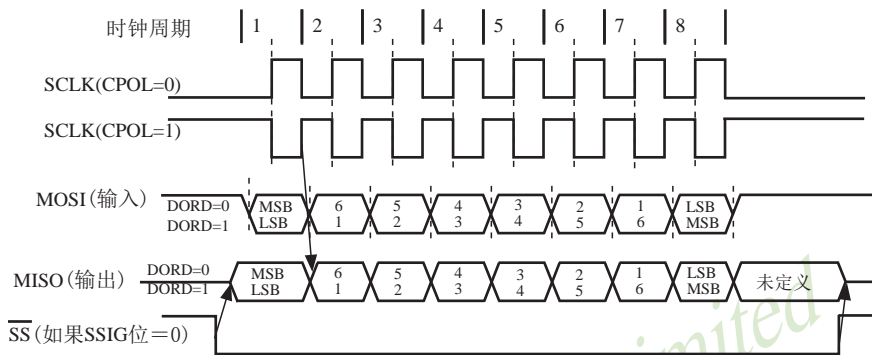 时钟周期 1 2 3 4 5 6 7 8
SCLK(CPOL=0)
SCLK(CPOL=1)
MOSI(输入) DORD=0 MSB 6 5 4 3 2 1 LSB
DORD=1 LSB 1 2 3 4 5 6 MSB
MISO(输出) DORD=0 MSB 6 5 4 3 2 1 LSB 未定义
DORD=1 LSB 1 2 3 4 5 6 MSB
SS(如果SSIG位=0)
imited